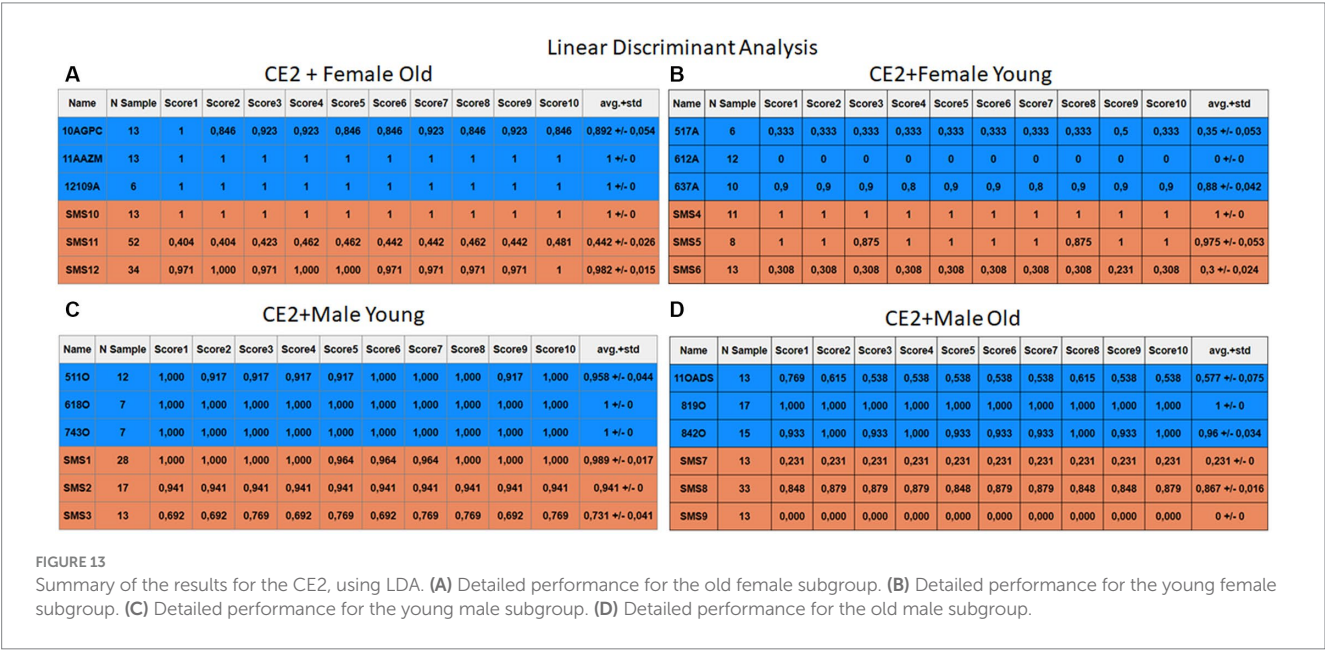 Linear Discriminant Analysis
A
CE2 + Female Old
Name N Sample Score1 Score2 Score3 Score4 Score5 Score6 Score7 Score8 Score9 Score10 avg.+std
10AGPC 13 1 0,846 0,923 0,923 0,846 0,846 0,923 0,846 0,923 0,846 0,892 +/- 0,054
11AAZM 13 1 1 1 1 1 1 1 1 1 1 1 +/- 0
12109A 6 1 1 1 1 1 1 1 1 1 1 1 +/- 0
SMS10 13 1 1 1 1 1 1 1 1 1 1 1 +/- 0
SMS11 52 0,404 0,404 0,423 0,462 0,462 0,442 0,442 0,462 0,442 0,481 0,442 +/- 0,026
SMS12 34 0,971 1,000 0,971 1,000 1,000 0,971 0,971 0,971 0,971 1 0,982 +/- 0,015
B
CE2+Female Young
Name N Sample Score1 Score2 Score3 Score4 Score5 Score6 Score7 Score8 Score9 Score10 avg.+std
517A 6 0,333 0,333 0,333 0,333 0,333 0,333 0,333 0,333 0,5 0,333 0,35 +/- 0,053
612A 12 0 0 0 0 0 0 0 0 0 0 0 +/- 0
637A 10 0,9 0,9 0,9 0,8 0,9 0,9 0,8 0,9 0,9 0,9 0,88 +/- 0,042
SMS4 11 1 1 1 1 1 1 1 1 1 1 1 +/- 0
SMS5 8 1 1 0,875 1 1 1 1 0,875 1 1 0,975 +/- 0,053
SMS6 13 0,308 0,308 0,308 0,308 0,308 0,308 0,308 0,308 0,231 0,308 0,3 +/- 0,024
C
CE2+Male Young
Name N Sample Score1 Score2 Score3 Score4 Score5 Score6 Score7 Score8 Score9 Score10 avg.+std
511O 12 1,000 0,917 0,917 0,917 0,917 1,000 1,000 1,000 0,917 1,000 0,958 +/- 0,044
618O 7 1,000 1,000 1,000 1,000 1,000 1,000 1,000 1,000 1,000 1,000 1 +/- 0
743O 7 1,000 1,000 1,000 1,000 1,000 1,000 1,000 1,000 1,000 1,000 1 +/- 0
SMS1 28 1,000 1,000 1,000 1,000 0,964 0,964 0,964 1,000 1,000 1,000 0,989 +/- 0,017
SMS2 17 0,941 0,941 0,941 0,941 0,941 0,941 0,941 0,941 0,941 0,941 0,941 +/- 0
SMS3 13 0,692 0,692 0,769 0,692 0,769 0,692 0,769 0,769 0,692 0,769 0,731 +/- 0,041
D
CE2+Male Old
Name N Sample Score1 Score2 Score3 Score4 Score5 Score6 Score7 Score8 Score9 Score10 avg.+std
11OADS 13 0,769 0,615 0,538 0,538 0,538 0,538 0,538 0,615 0,538 0,538 0,577 +/- 0,075
819O 17 1,000 1,000 1,000 1,000 1,000 1,000 1,000 1,000 1,000 1,000 1 +/- 0
842O 15 0,933 1,000 0,933 1,000 0,933 0,933 0,933 1,000 0,933 1,000 0,96 +/- 0,034
SMS7 13 0,231 0,231 0,231 0,231 0,231 0,231 0,231 0,231 0,231 0,231 0,231 +/- 0
SMS8 33 0,848 0,879 0,879 0,879 0,848 0,879 0,879 0,848 0,848 0,879 0,867 +/- 0,016
SMS9 13 0,000 0,000 0,000 0,000 0,000 0,000 0,000 0,000 0,000 0,000 0 +/- 0
FIGURE 13
Summary of the results for the CE2, using LDA. (A) Detailed performance for the old female subgroup. (B) Detailed performance for the young female
subgroup. (C) Detailed performance for the young male subgroup. (D) Detailed performance for the old male subgroup.